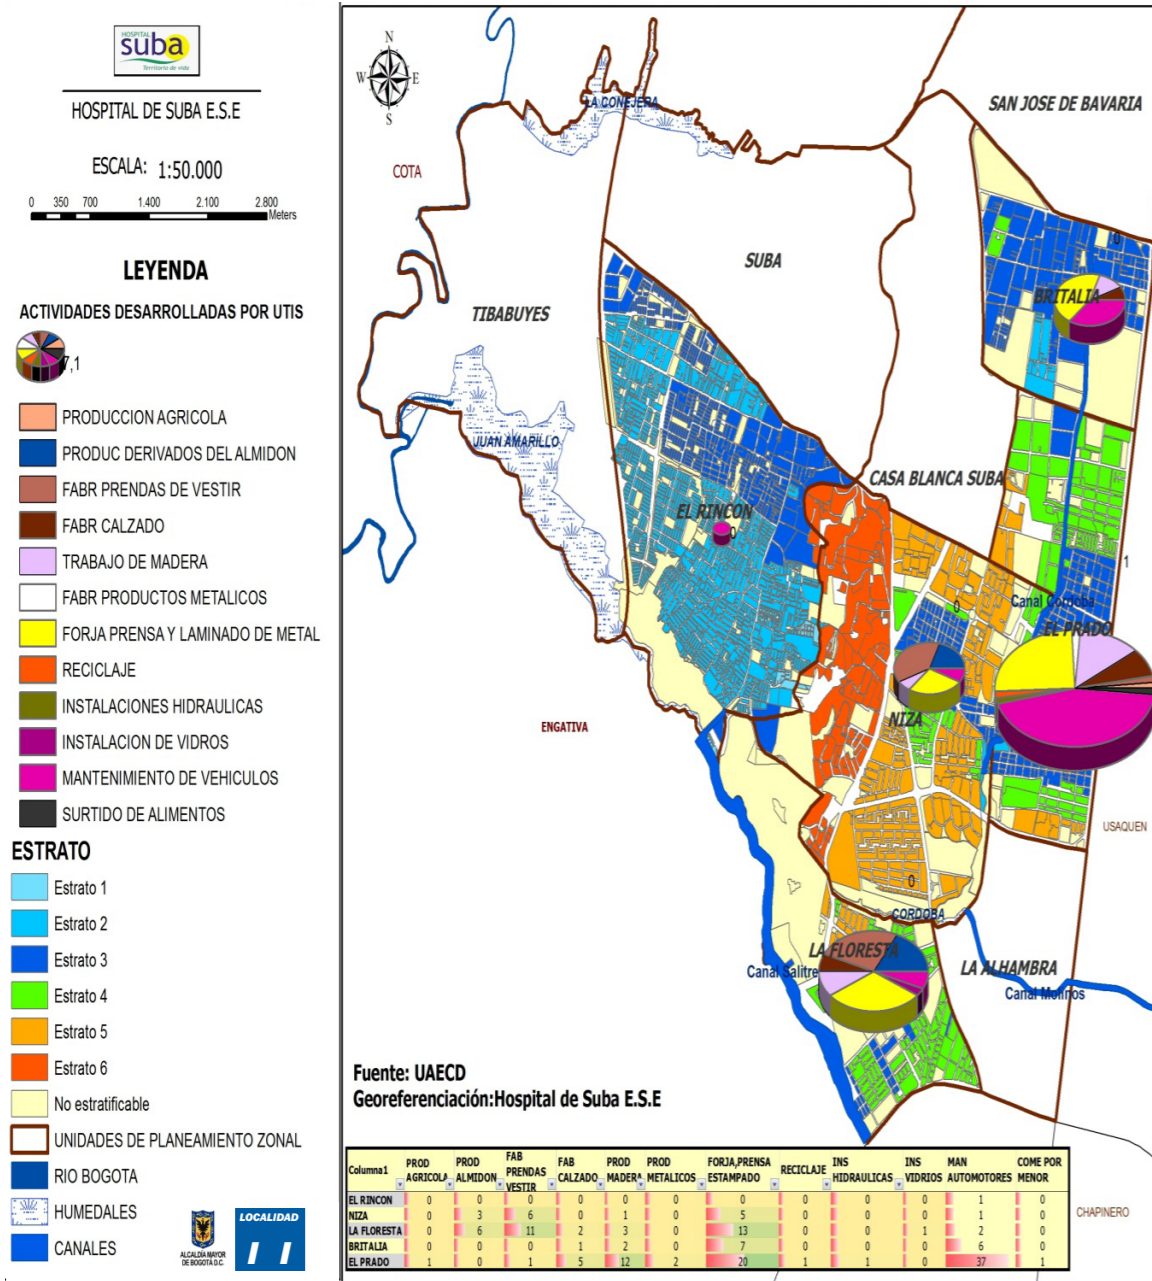 HOSPITAL
suba
Territorio de vida
HOSPITAL DE SUBA E.S.E
ESCALA: 1:50.000
0 350 700 1.400 2.100 2.800
Meters
LEYENDA
ACTIVIDADES DESARROLLADAS POR UTIS
7,1
PRODUCCION AGRICOLA
PRODUC DERIVADOS DEL ALMIDON
FABR PRENDAS DE VESTIR
FABR CALZADO
TRABAJO DE MADERA
FABR PRODUCTOS METALICOS
FORJA PRENSA Y LAMINADO DE METAL
RECICLAJE
INSTALACIONES HIDRAULICAS
INSTALACION DE VIDROS
MANTENIMIENTO DE VEHICULOS
SURTIDO DE ALIMENTOS
ESTRATO
Estrato 1
Estrato 2
Estrato 3
Estrato 4
Estrato 5
Estrato 6
No estratificable
UNIDADES DE PLANEAMIENTO ZONAL
RIO BOGOTA
HUMEDALES
CANALES
ALCALDIA MAYOR
DE BOGOTA D.C.
LOCALIDAD
11
N
W E
S
LA CONEJERA
SAN JOSE DE BAVARIA
COTA
SUBA
0
BRITALIA
TIBABUYES
JUAN AMARILLO
CASA BLANCA SUBA
EL RINCON
0
1
Canal Cordoba
0
EL PRADO
NIZA
ENGATIVA
USAQUEN
0
CORDOBA
LA FLORESTA
Canal Salitre
LA ALHAMBRA
Canal Molinos
Fuente: UAECD
Georeferenciación:Hospital de Suba E.S.E
CHAPINERO
Columna1 PROD AGRICOLA PROD ALMIDON FAB PRENDAS VESTIR FAB CALZADO PROD MADERA PROD METALICOS FORJA,PRENSA ESTAMPADO RECICLAJE INS HIDRAULICAS INS VIDRIOS MAN AUTOMOTORES COME POR MENOR
EL RINCON 0 0 0 0 0 0 0 0 0 0 1 0
NIZA 0 3 6 0 1 0 5 0 0 0 1 0
LA FLORESTA 0 6 11 2 3 0 13 0 0 1 2 0
BRITALIA 0 0 0 1 2 0 7 0 0 0 6 0
EL PRADO 1 0 1 5 12 2 20 1 1 0 37 1